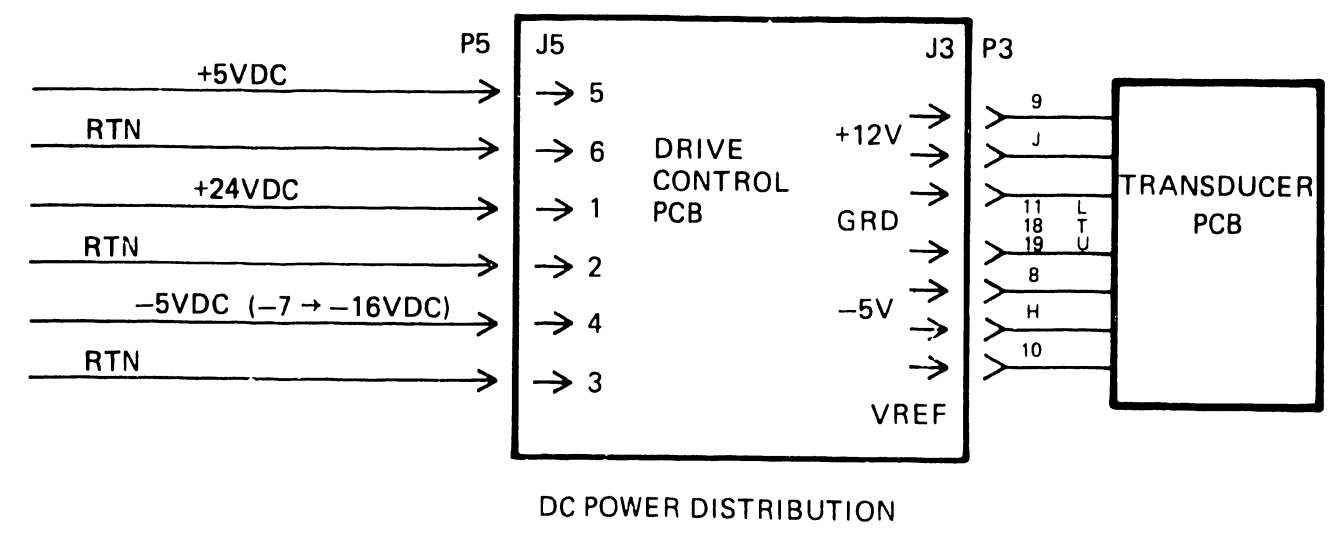 P5 J5 J3 P3
+5VDC
5
RTN
6
+24VDC
1
RTN
2
−5VDC (−7 → −16VDC)
4
RTN
3
DRIVE
CONTROL
PCB
+12V
GRD
−5V
VREF
9
J
11 L
18 T
19 U
8
H
10
TRANSDUCER
PCB
DC POWER DISTRIBUTION